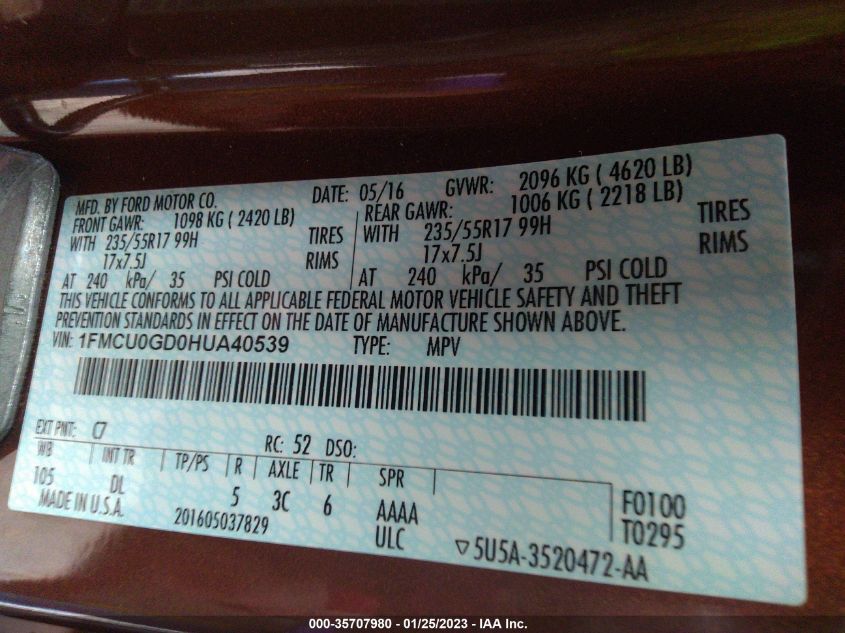 MFD. BY FORD MOTOR CO. DATE: 05/16 GVWR: 2096 KG ( 4620 LB)
FRONT GAWR: 1098 KG ( 2420 LB) REAR GAWR: 1006 KG ( 2218 LB)
WITH 235/55R17 99H TIRES WITH 235/55R17 99H TIRES
17x7.5J RIMS 17x7.5J RIMS
AT 240 kPa/ 35 PSI COLD AT 240 kPa/ 35 PSI COLD
THIS VEHICLE CONFORMS TO ALL APPLICABLE FEDERAL MOTOR VEHICLE SAFETY AND THEFT
PREVENTION STANDARDS IN EFFECT ON THE DATE OF MANUFACTURE SHOWN ABOVE.
VIN: 1FMCU0GD0HUA40539 TYPE: MPV
EXT PNT: C7 RC: 52 DSO:
WB INT TR TP/PS R AXLE TR SPR
105 DL 5 3C 6 AAAA F0100
MADE IN U.S.A. 201605037829 ULC T0295
5U5A-3520472-AA
000-35707980 - 01/25/2023 - IAA Inc.